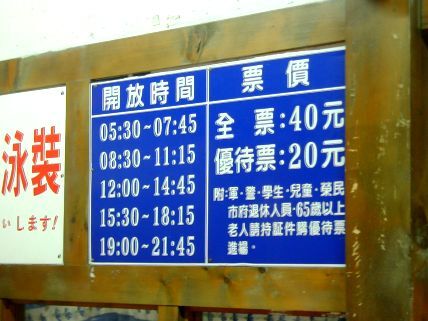 泳裝
いします!
開放時間
05:30~07:45
08:30~11:15
12:00~14:45
15:30~18:15
19:00~21:45
票價
全 票:40元
優待票:20元
附:軍・警・學生・兒童・榮民
市府退休人員・65歲以上
老人請持証件購優待票
進場。